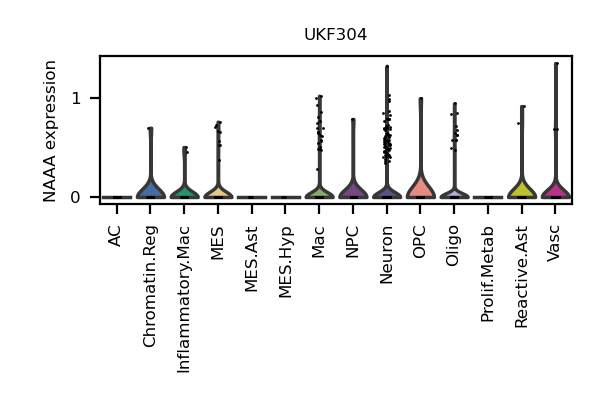 UKF304
NAAA expression
1
0
AC
Chromatin.Reg
Inflammatory.Mac
MES
MES.Ast
MES.Hyp
Mac
NPC
Neuron
OPC
Oligo
Prolif.Metab
Reactive.Ast
Vasc